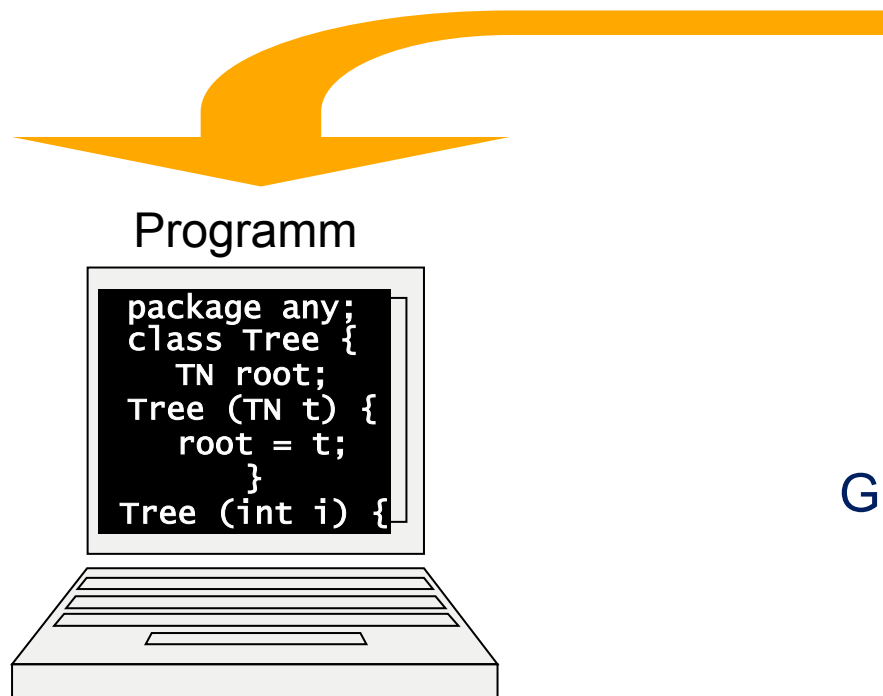 Programm
package any;
class Tree {
TN root;
Tree (TN t) {
root = t;
}
Tree (int i) {
G